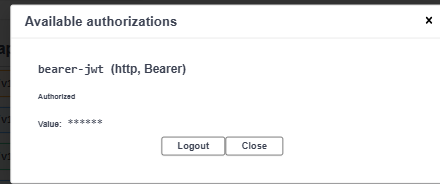 Available authorizations
×
bearer-jwt (http, Bearer)
Authorized
Value: ******
Logout
Close